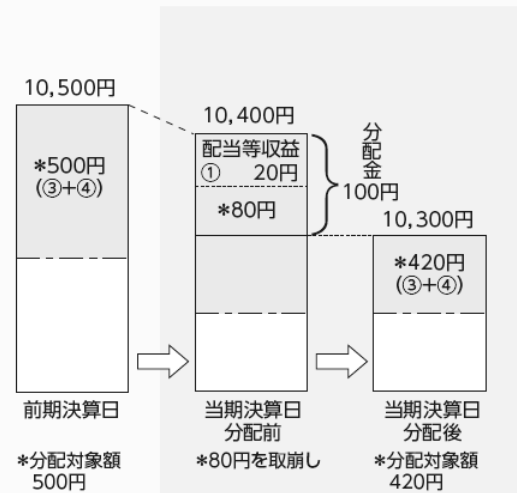 10,500円
*500円
(③+④)
前期決算日
*分配対象額
500円
10,400円
配当等収益
① 20円
*80円
分配金
100円
当期決算日
分配前
*80円を取崩し
10,300円
*420円
(③+④)
当期決算日
分配後
*分配対象額
420円